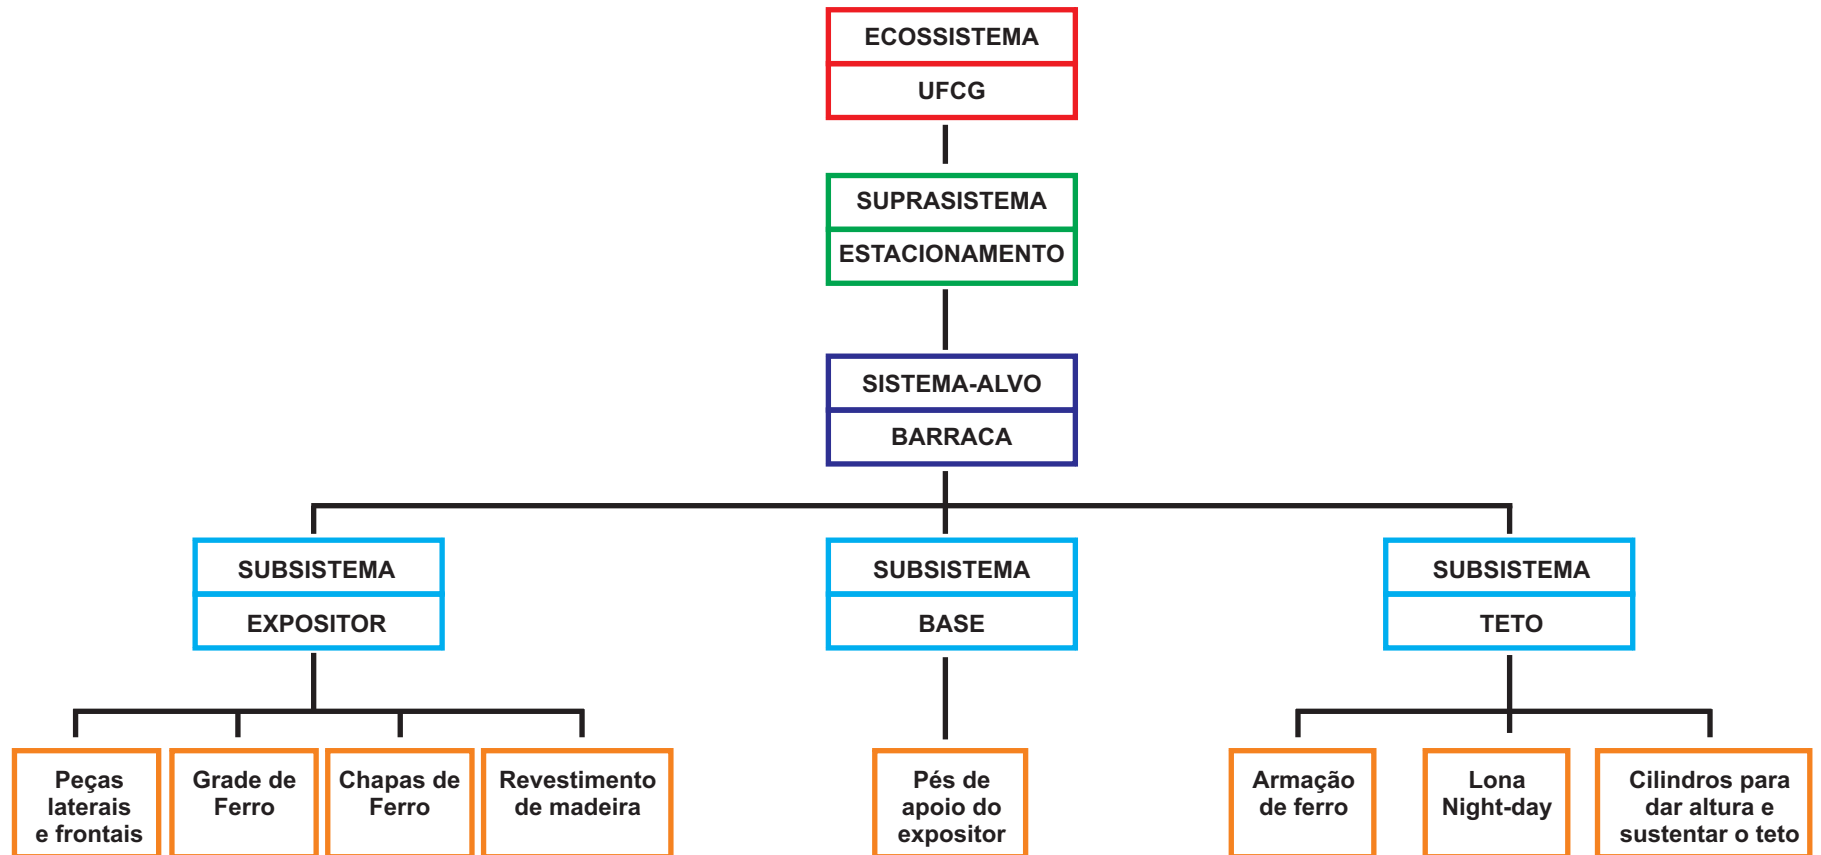 ECOSSISTEMA
UFCG
SUPRASISTEMA
ESTACIONAMENTO
SISTEMA-ALVO
BARRACA
SUBSISTEMA
EXPOSITOR
SUBSISTEMA
BASE
SUBSISTEMA
TETO
Peças
laterais
e frontais
Grade de
Ferro
Chapas de
Ferro
Revestimento
de madeira
Pés de
apoio do
expositor
Armação
de ferro
Lona
Night-day
Cilindros para
dar altura e
sustentar o teto